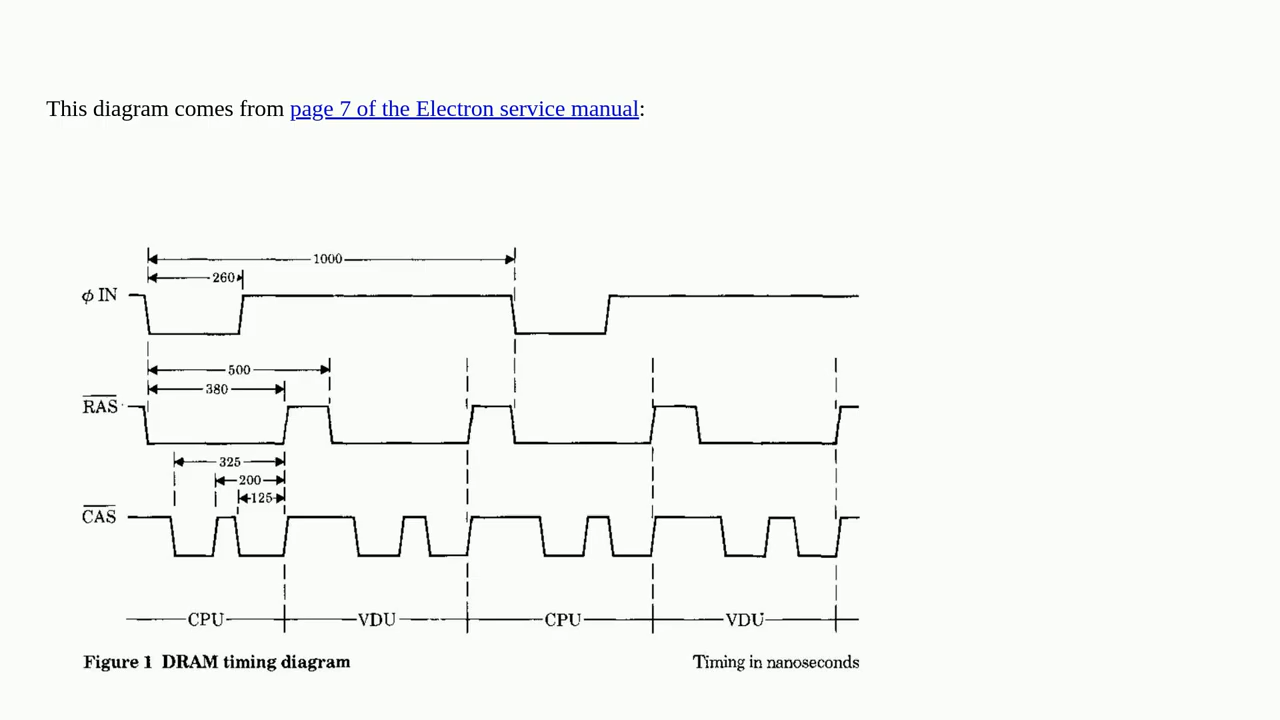 This diagram comes from page 7 of the Electron service manual:
1000
260
φ IN
500
380
RAS
325
200
125
CAS
CPU VDU CPU VDU
Figure 1 DRAM timing diagram Timing in nanoseconds